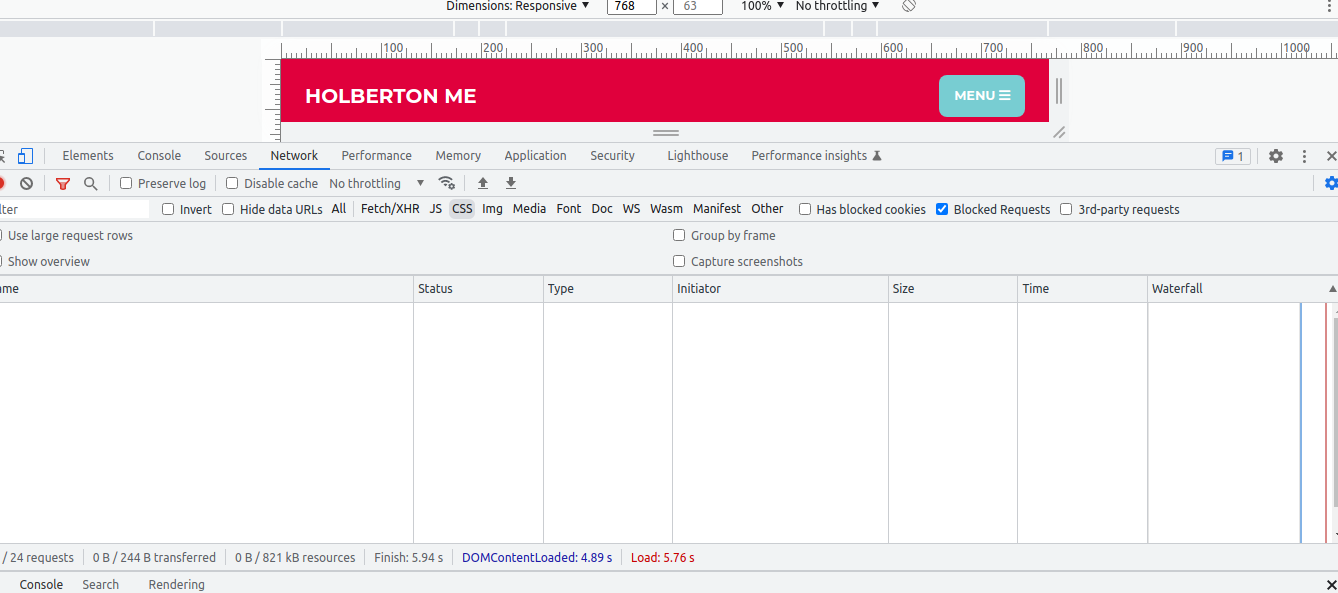 Dimensions: Responsive 768 × 63 100% No throttling
100 200 300 400 500 600 700 800 900 1000
HOLBERTON ME MENU
Elements Console Sources Network Performance Memory Application Security Lighthouse Performance insights 1
Preserve log Disable cache No throttling
lter Invert Hide data URLs All Fetch/XHR JS CSS Img Media Font Doc WS Wasm Manifest Other Has blocked cookies Blocked Requests 3rd-party requests
Use large request rows Group by frame
Show overview Capture screenshots
ame Status Type Initiator Size Time Waterfall
/ 24 requests 0 B / 244 B transferred 0 B / 821 kB resources Finish: 5.94 s DOMContentLoaded: 4.89 s Load: 5.76 s
Console Search Rendering